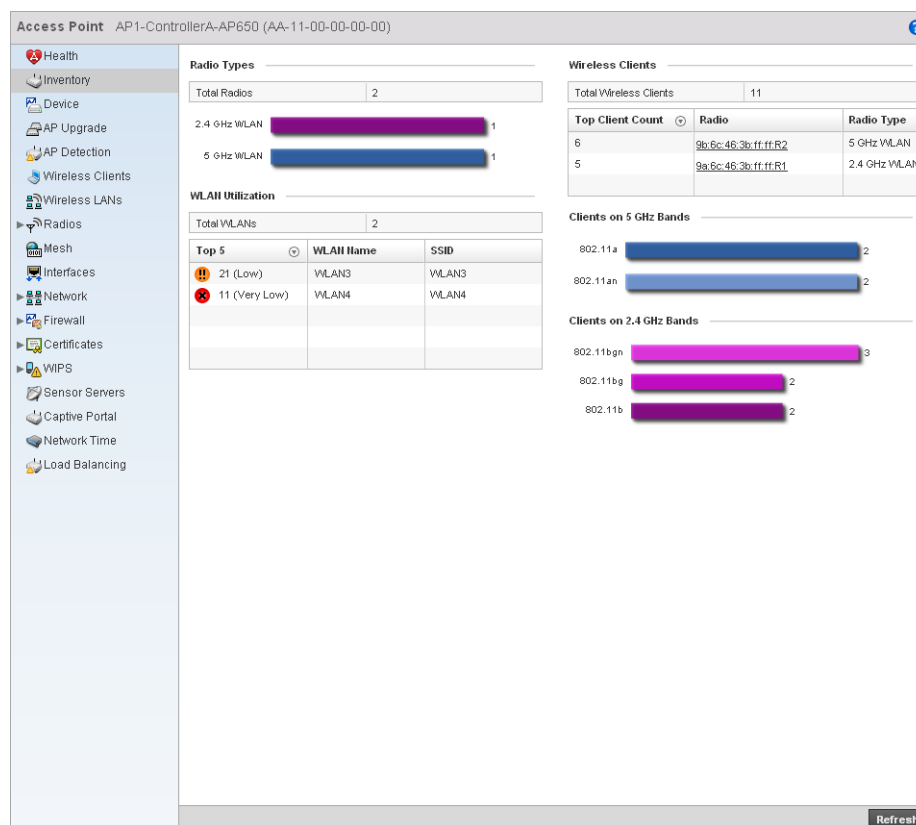 Access Point AP1-ControllerA-AP650 (AA-11-00-00-00-00)
Health
Inventory
Device
AP Upgrade
AP Detection
Wireless Clients
Wireless LANs
Radios
Mesh
Interfaces
Network
Firewall
Certificates
WIPS
Sensor Servers
Captive Portal
Network Time
Load Balancing
Radio Types
Total Radios 2
2.4 GHz WLAN 1
5 GHz WLAN 1
WLAN Utilization
Total WLANs 2
Top 5 WLAN Name SSID
21 (Low) WLAN3 WLAN3
11 (Very Low) WLAN4 WLAN4
Wireless Clients
Total Wireless Clients 11
Top Client Count Radio Radio Type
6 9b:6c:46:3b:ff:ff:R2 5 GHz WLAN
5 9a:6c:46:3b:ff:ff:R1 2.4 GHz WLAN
Clients on 5 GHz Bands
802.11a 2
802.11an 2
Clients on 2.4 GHz Bands
802.11bgn 3
802.11bg 2
802.11b 2
Refresh